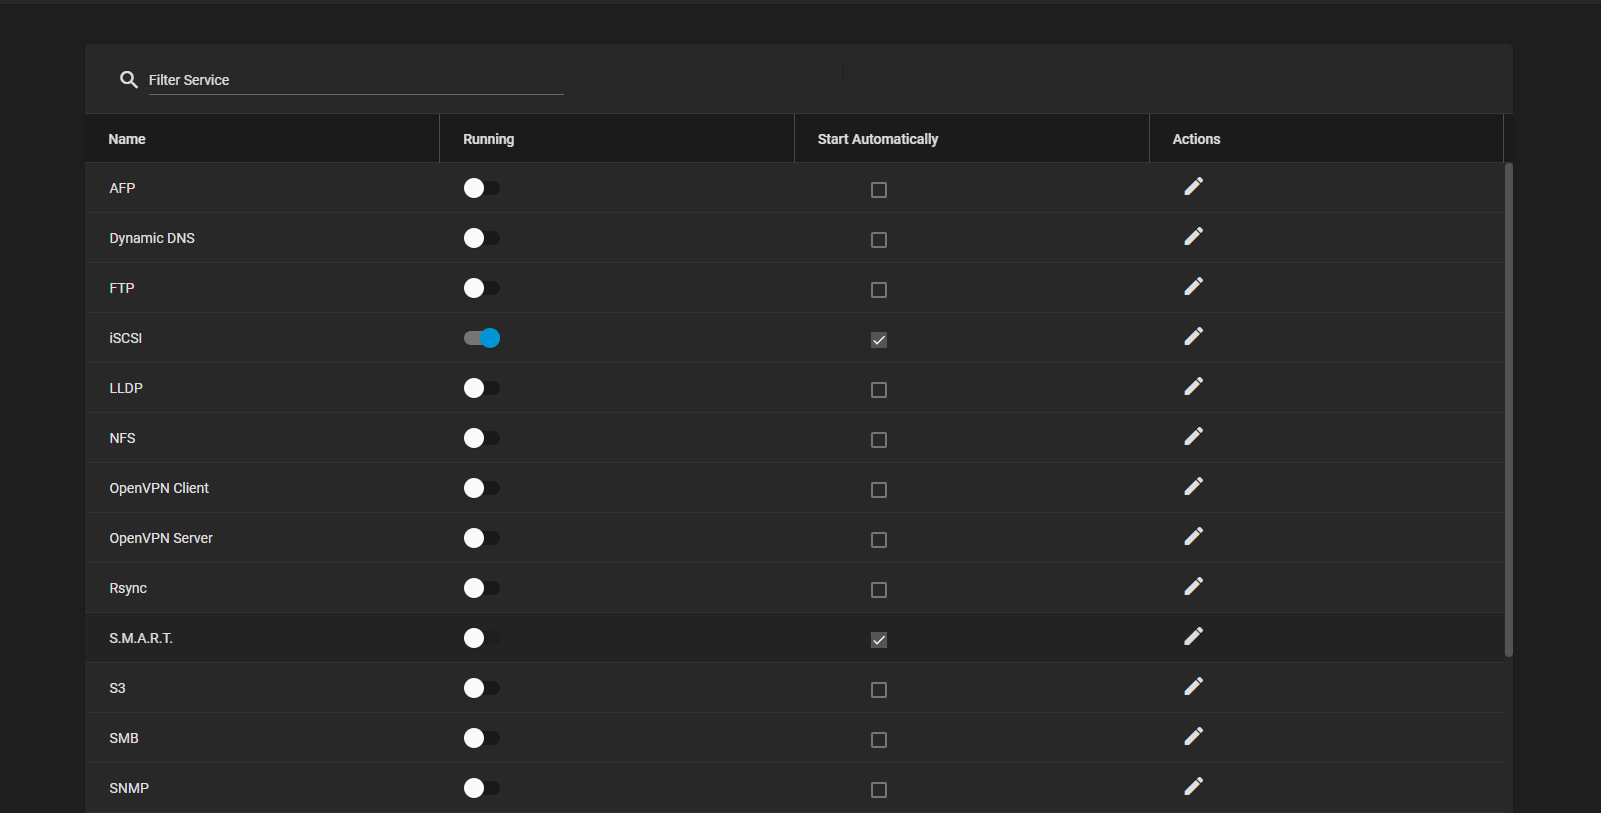 Filter Service
Name Running Start Automatically Actions
AFP
Dynamic DNS
FTP
iSCSI
LLDP
NFS
OpenVPN Client
OpenVPN Server
Rsync
S.M.A.R.T.
S3
SMB
SNMP